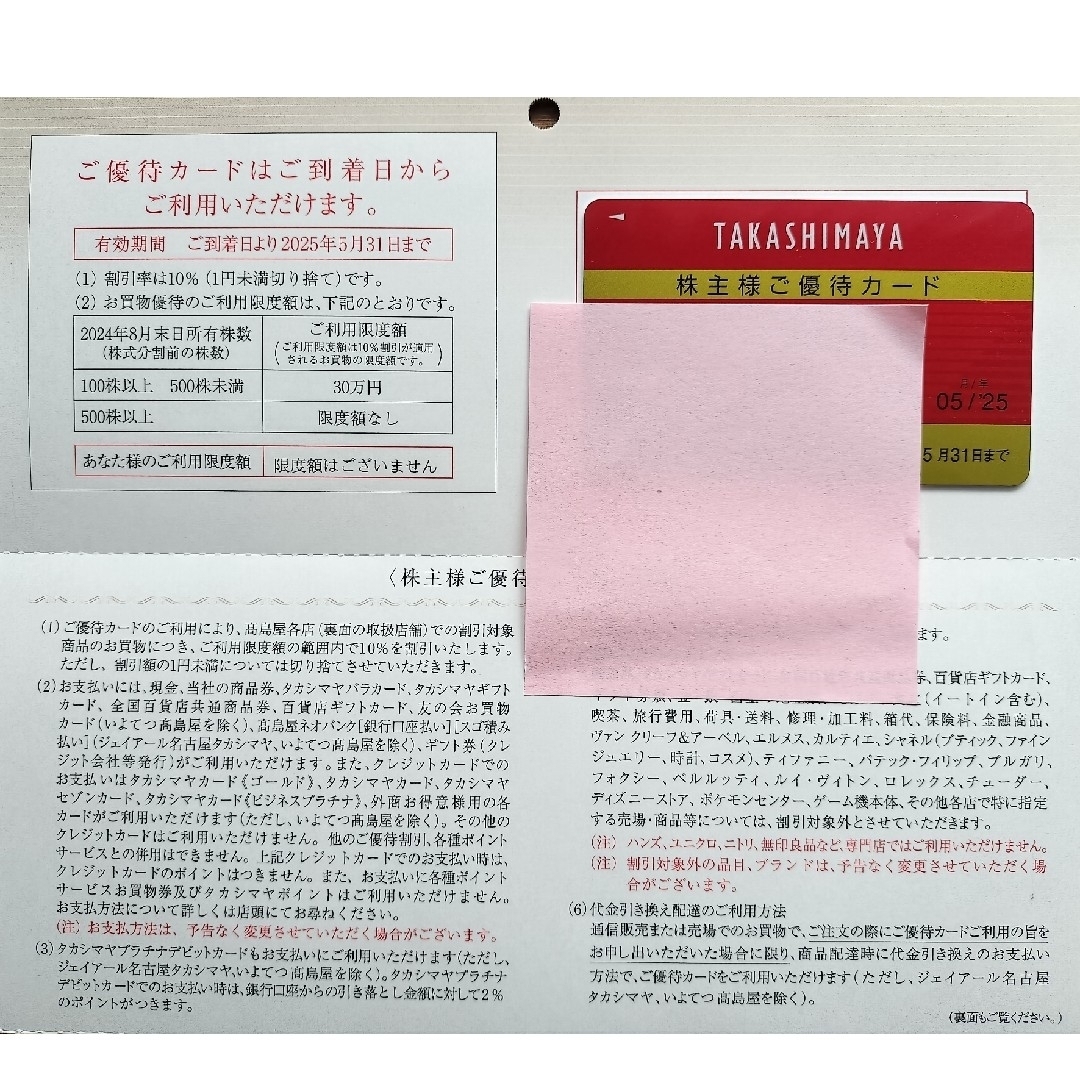 ご優待カードはご到着日から
ご利用いただけます。
有効期間 ご到着日より2025年5月31日まで
(1) 割引率は10%(1円未満切り捨て)です。
(2) お買物優待のご利用限度額は、下記のとおりです。
2024年8月末日所有株数
(株式分割前の株数)
ご利用限度額
(ご利用限度額は10%割引が適用
されるお買物の限度額です。)
100株以上 500株未満 30万円
500株以上 限度額なし
あなた様のご利用限度額 限度額はございません
TAKASHIMAYA
株主様ご優待カード
月/年
05/'25
5月31日まで
〈株主様ご優待
(1)ご優待カードのご利用により、髙島屋各店(裏面の取扱店舗)での割引対象
商品のお買物につき、ご利用限度額の範囲内で10%を割引いたします。
ただし、割引額の1円未満については切り捨てさせていただきます。
(2)お支払いには、現金、当社の商品券、タカシマヤバラカード、タカシマヤギフト
カード、全国百貨店共通商品券、百貨店ギフトカード、友の会お買物
カード(いよてつ髙島屋を除く)、髙島屋ネオバンク[銀行口座払い][スゴ積み
払い](ジェイアール名古屋タカシマヤ、いよてつ髙島屋を除く)、ギフト券(クレ
ジット会社等発行)がご利用いただけます。また、クレジットカードでの
お支払いはタカシマヤカード《ゴールド》、タカシマヤカード、タカシマヤ
セゾンカード、タカシマヤカード《ビジネスプラチナ》、外商お得意様用の各
カードがご利用いただけます(ただし、いよてつ髙島屋を除く)。その他の
クレジットカードはご利用いただけません。他のご優待割引、各種ポイント
サービスとの併用はできません。上記クレジットカードでのお支払い時は、
クレジットカードのポイントはつきません。また、お支払いに各種ポイント
サービスお買物券及びタカシマヤポイントはご利用いただけません。
お支払方法について詳しくは店頭にてお尋ねください。
(注)お支払方法は、予告なく変更させていただく場合がございます。
(3)タカシマヤプラチナデビットカードもお支払いにご利用いただけます(ただし、
ジェイアール名古屋タカシマヤ、いよてつ髙島屋を除く)。タカシマヤプラチナ
デビットカードでのお支払い時は、銀行口座からの引き落とし金額に対して2%
のポイントがつきます。
ます。
券、百貨店ギフトカード、
(イートイン含む)、
喫茶、旅行費用、荷具・送料、修理・加工料、箱代、保険料、金融商品、
ヴァン クリーフ&アーペル、エルメス、カルティエ、シャネル(ブティック、ファイン
ジュエリー、時計、コスメ)、ティファニー、パテック・フィリップ、ブルガリ、
フォクシー、ベルルッティ、ルイ・ヴィトン、ロレックス、チューダー、
ディズニーストア、ポケモンセンター、ゲーム機本体、その他各店で特に指定
する売場・商品等については、割引対象外とさせていただきます。
(注) ハンズ、ユニクロ、ニトリ、無印良品など、専門店ではご利用いただけません。
(注) 割引対象外の品目、ブランドは、予告なく変更させていただく場
合がございます。
(6)代金引き換え配達のご利用方法
通信販売または売場でのお買物で、ご注文の際にご優待カードご利用の旨を
お申し出いただいた場合に限り、商品配達時に代金引き換えのお支払い
方法で、ご優待カードをご利用いただけます(ただし、ジェイアール名古屋
タカシマヤ、いよてつ髙島屋を除く)。
(裏面もご覧ください。)